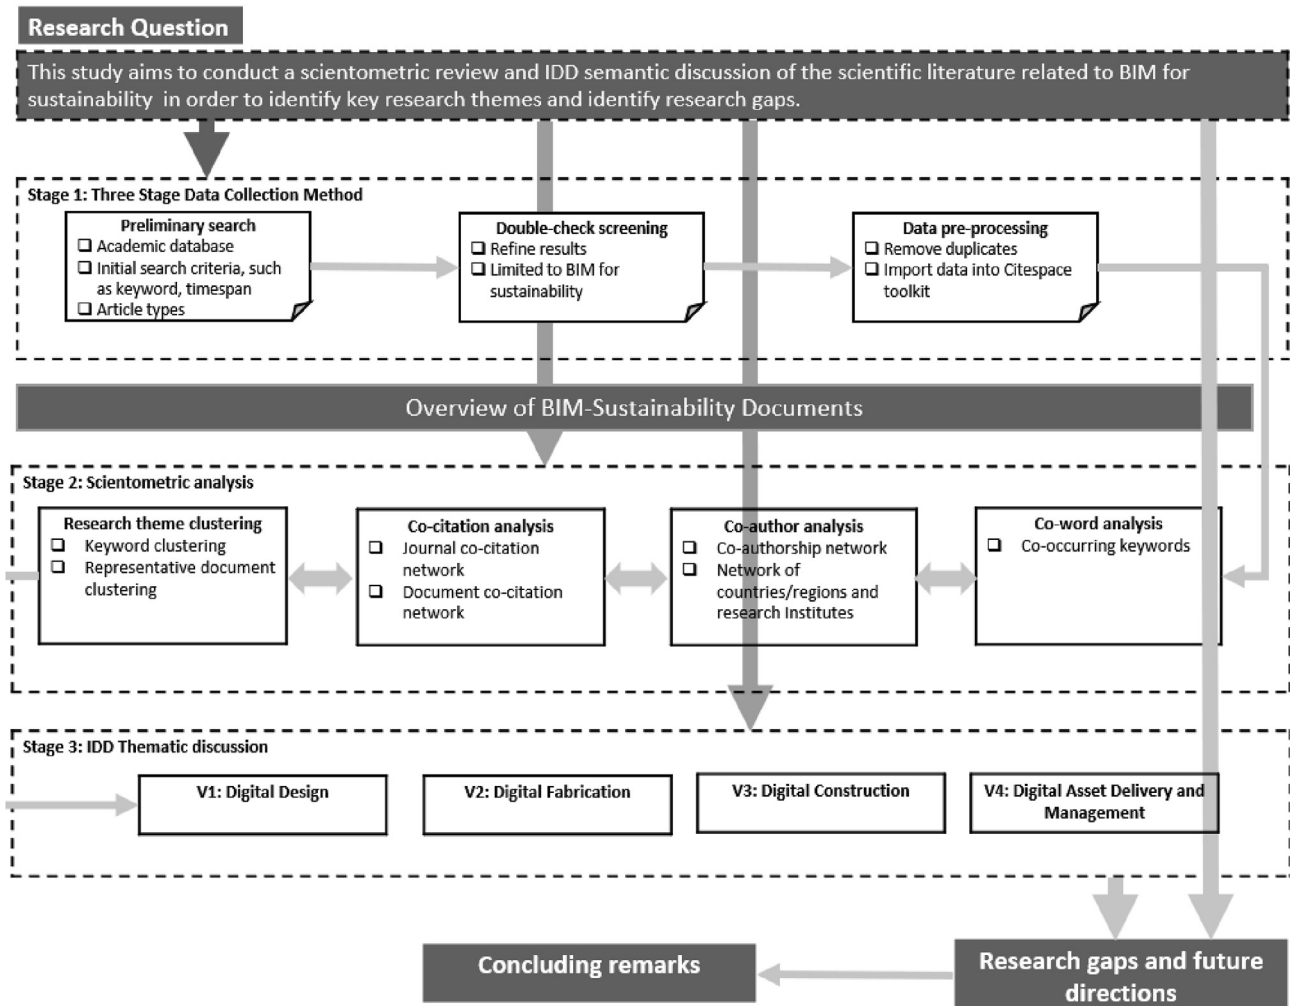 Research Question
This study aims to conduct a scientometric review and IDD semantic discussion of the scientific literature related to BIM for
sustainability in order to identify key research themes and identify research gaps.
Stage 1: Three Stage Data Collection Method
Preliminary search
Academic database
Initial search criteria, such
as keyword, timespan
Article types
Double-check screening
Refine results
Limited to BIM for
sustainability
Data pre-processing
Remove duplicates
Import data into Citespace
toolkit
Overview of BIM-Sustainability Documents
Stage 2: Scientometric analysis
Research theme clustering
Keyword clustering
Representative document
clustering
Co-citation analysis
Journal co-citation
network
Document co-citation
network
Co-author analysis
Co-authorship network
Network of
countries/regions and
research Institutes
Co-word analysis
Co-occurring keywords
Stage 3: IDD Thematic discussion
V1: Digital Design
V2: Digital Fabrication
V3: Digital Construction
V4: Digital Asset Delivery and
Management
Concluding remarks
Research gaps and future
directions